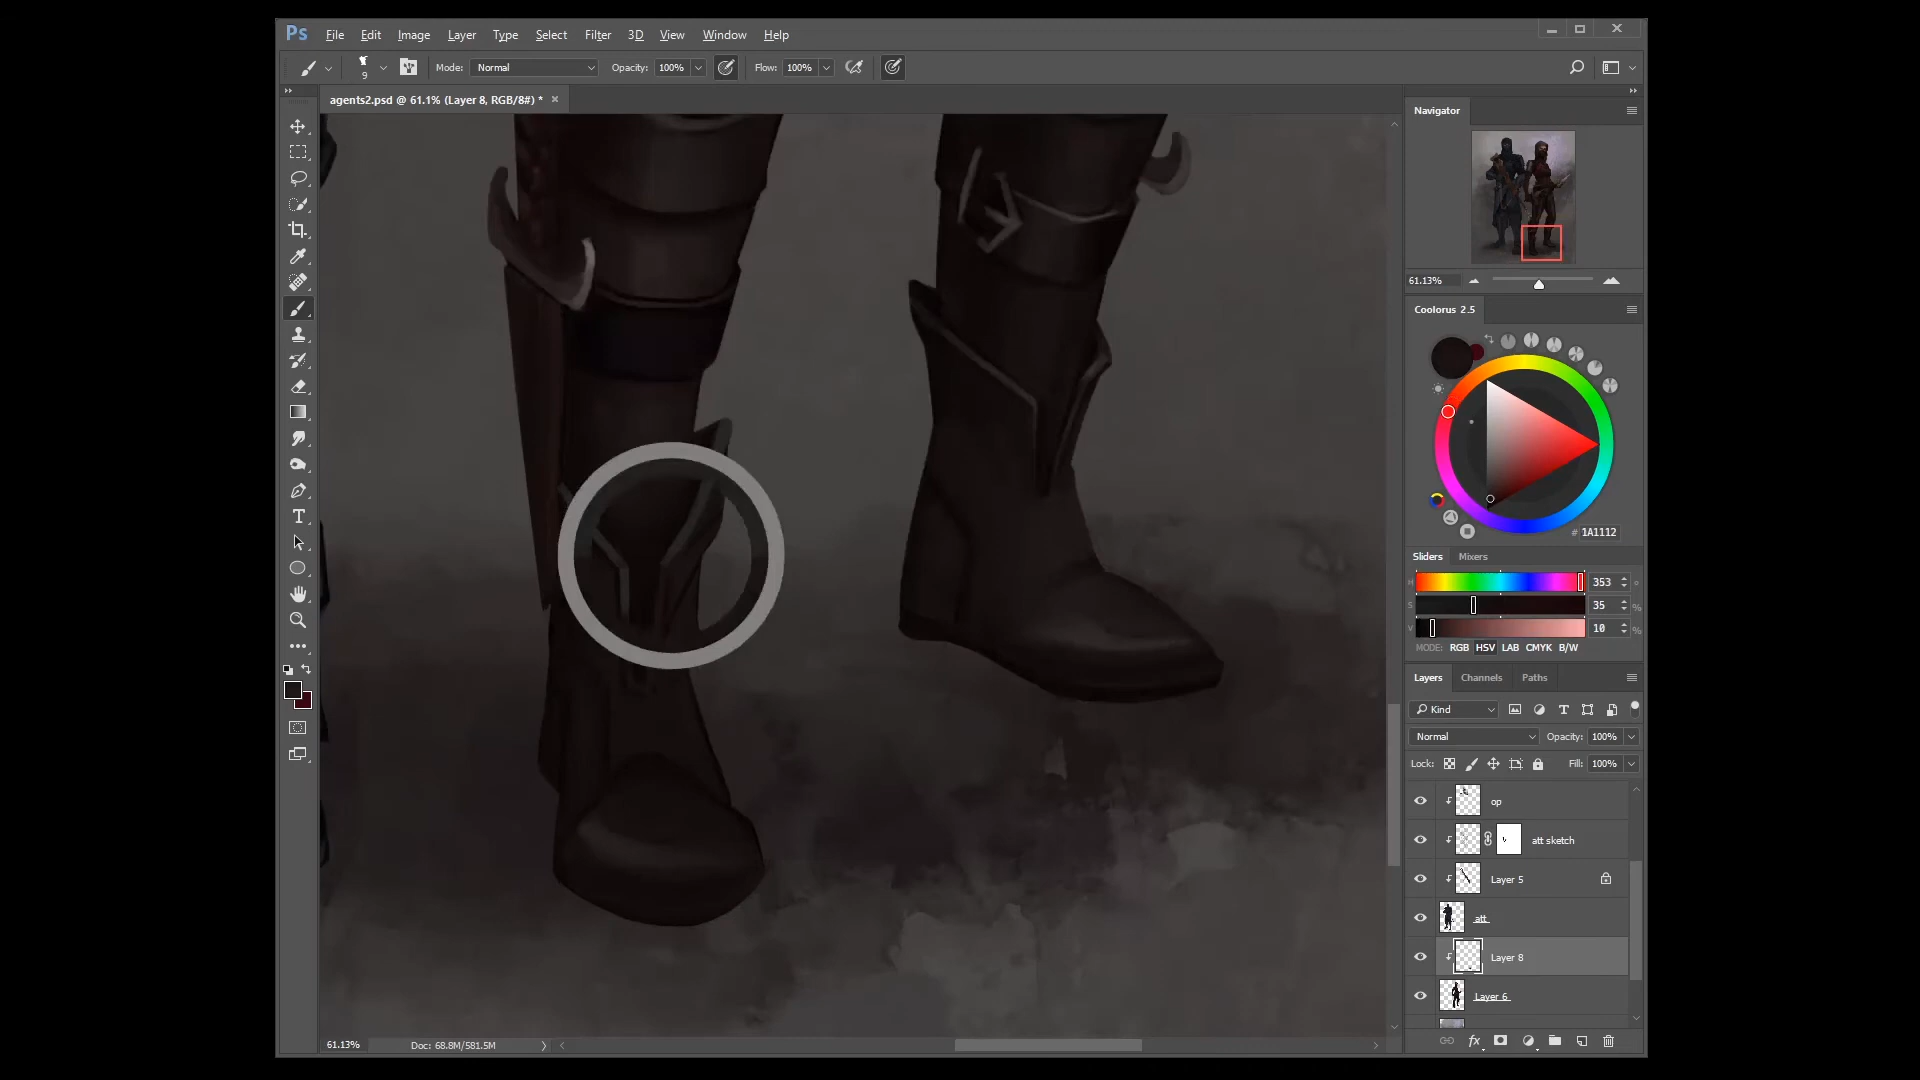 Ps File Edit Image Layer Type Select Filter 3D View Window Help
9 Mode: Normal Opacity: 100% Flow: 100%
agents2.psd @ 61.1% (Layer 8, RGB/8#) *
Navigator
61.13%
Coolorus 2.5
# 1A1112
Sliders Mixers
H 353 °
S 35 %
V 10 %
MODE: RGB HSV LAB CMYK B/W
Layers Channels Paths
Kind
Normal Opacity: 100%
Lock: Fill: 100%
op
att sketch
Layer 5
att
Layer 8
Layer 6
fx
61.13% Doc: 68.8M/581.5M